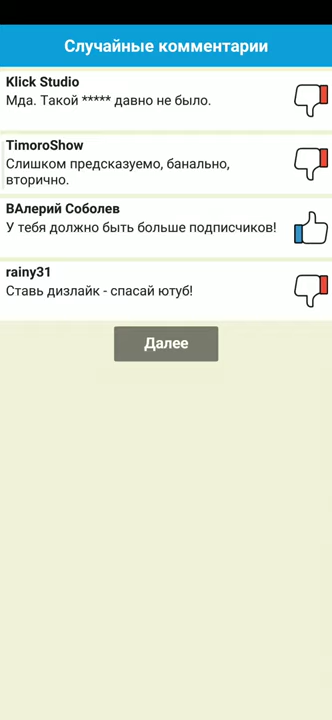 Случайные комментарии
Klick Studio
Мда. Такой ***** давно не было.
TimoroShow
Слишком предсказуемо, банально,
вторично.
ВАлерий Соболев
У тебя должно быть больше подписчиков!
rainy31
Ставь дизлайк - спасай ютуб!
Далее